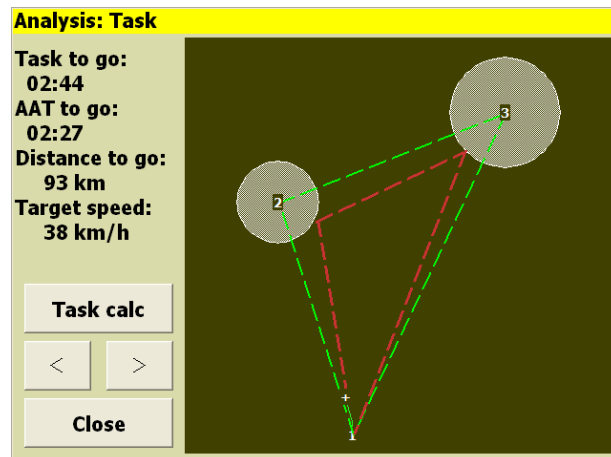 Analysis: Task
Task to go:
02:44
AAT to go:
02:27
Distance to go:
93 km
Target speed:
38 km/h
Task calc
< >
Close
3
2
+
1